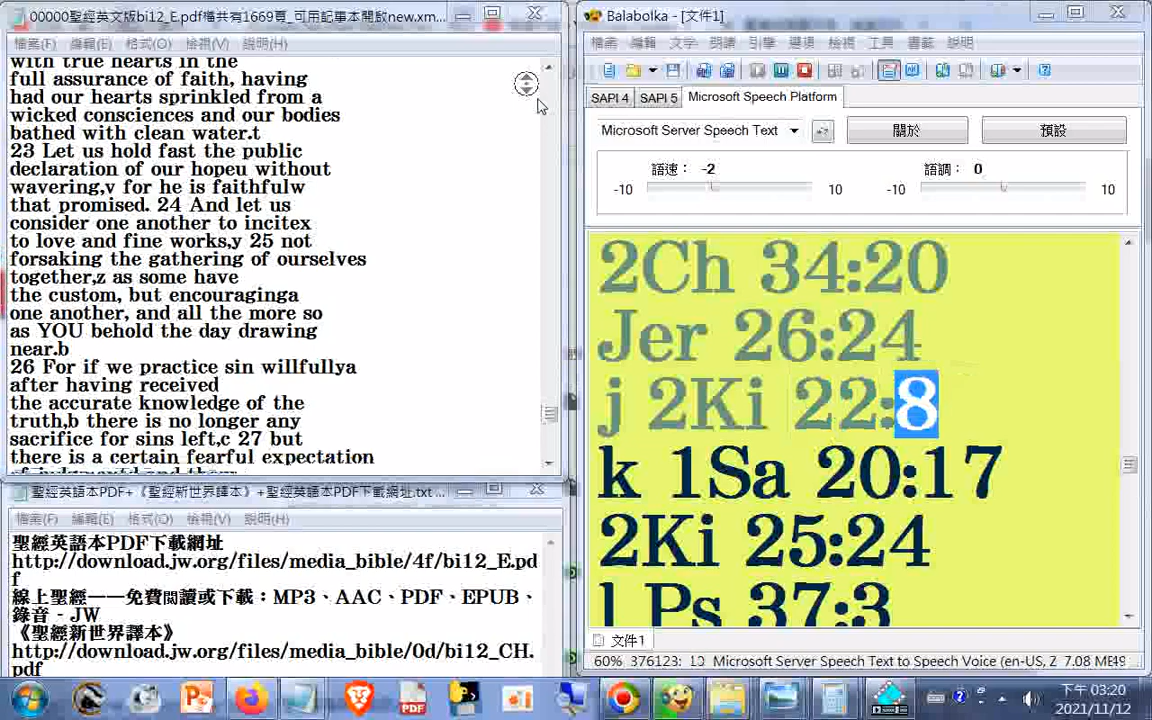 00000聖經英文版bi12_E.pdf檔共有1669頁_可用記事本開啟new.xm...
檔案(F) 編輯(E) 格式(O) 檢視(V) 說明(H)
with true hearts in the
full assurance of faith, having
had our hearts sprinkled from a
wicked consciences and our bodies
bathed with clean water.t
23 Let us hold fast the public
declaration of our hopeu without
wavering,v for he is faithfulw
that promised. 24 And let us
consider one another to incitex
to love and fine works,y 25 not
forsaking the gathering of ourselves
together,z as some have
the custom, but encouraginga
one another, and all the more so
as YOU behold the day drawing
near.b
26 For if we practice sin willfullya
after having received
the accurate knowledge of the
truth,b there is no longer any
sacrifice for sins left,c 27 but
there is a certain fearful expectation
聖經英語本PDF+《聖經新世界譯本》+聖經英語本PDF下載網址.txt ...
檔案(F) 編輯(E) 格式(O) 檢視(V) 說明(H)
聖經英語本PDF下載網址
http://download.jw.org/files/media_bible/4f/bi12_E.pd
f
線上聖經——免費閱讀或下載：MP3、AAC、PDF、EPUB、
錄音 - JW
《聖經新世界譯本》
http://download.jw.org/files/media_bible/0d/bi12_CH.
pdf
Balabolka - [文件1]
檔案 編輯 文字 朗讀 引擎 選項 檢視 工具 書籤 說明
SAPI 4 SAPI 5 Microsoft Speech Platform
Microsoft Server Speech Text 關於 預設
語速： -2 語調： 0
-10 10 -10 10
2Ch 34:20
Jer 26:24
j 2Ki 22:8
k 1Sa 20:17
2Ki 25:24
l Ps 37:3
文件1
60% 376123: 10 Microsoft Server Speech Text to Speech Voice (en-US, Z 7.08 ME
下午 03:20
2021/11/12